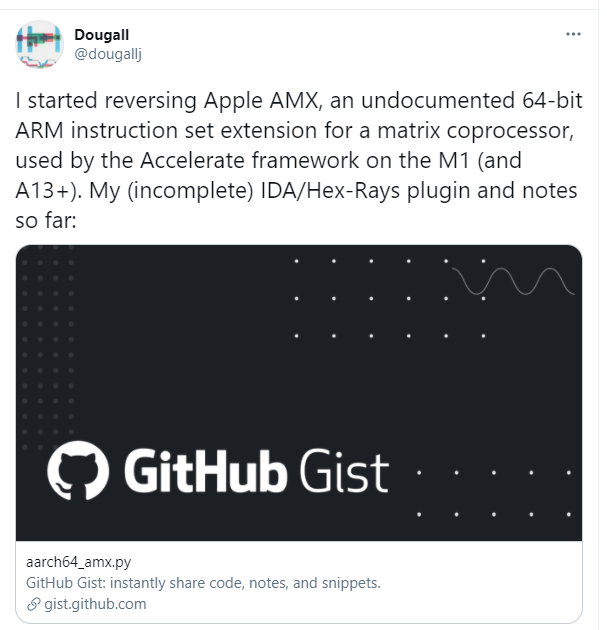 Dougall
@dougallj
I started reversing Apple AMX, an undocumented 64-bit
ARM instruction set extension for a matrix coprocessor,
used by the Accelerate framework on the M1 (and
A13+). My (incomplete) IDA/Hex-Rays plugin and notes
so far:
GitHub Gist
aarch64_amx.py
GitHub Gist: instantly share code, notes, and snippets.
gist.github.com